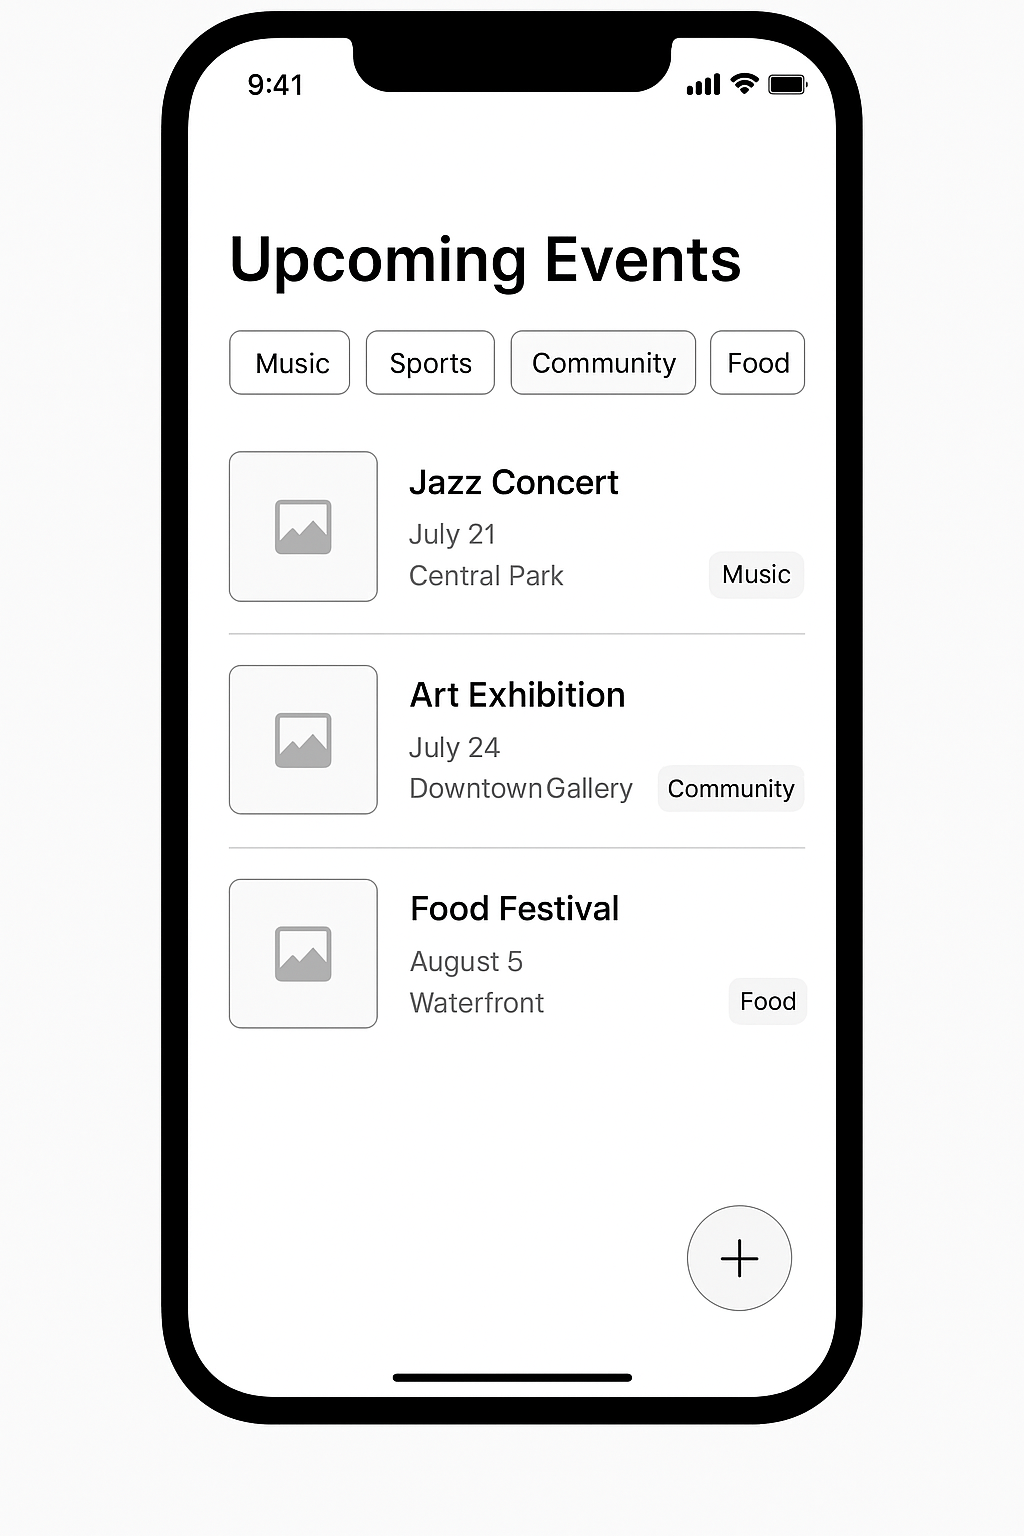 9:41
Upcoming Events
Music Sports Community Food
Jazz Concert
July 21
Central Park Music
Art Exhibition
July 24
Downtown Gallery Community
Food Festival
August 5
Waterfront Food